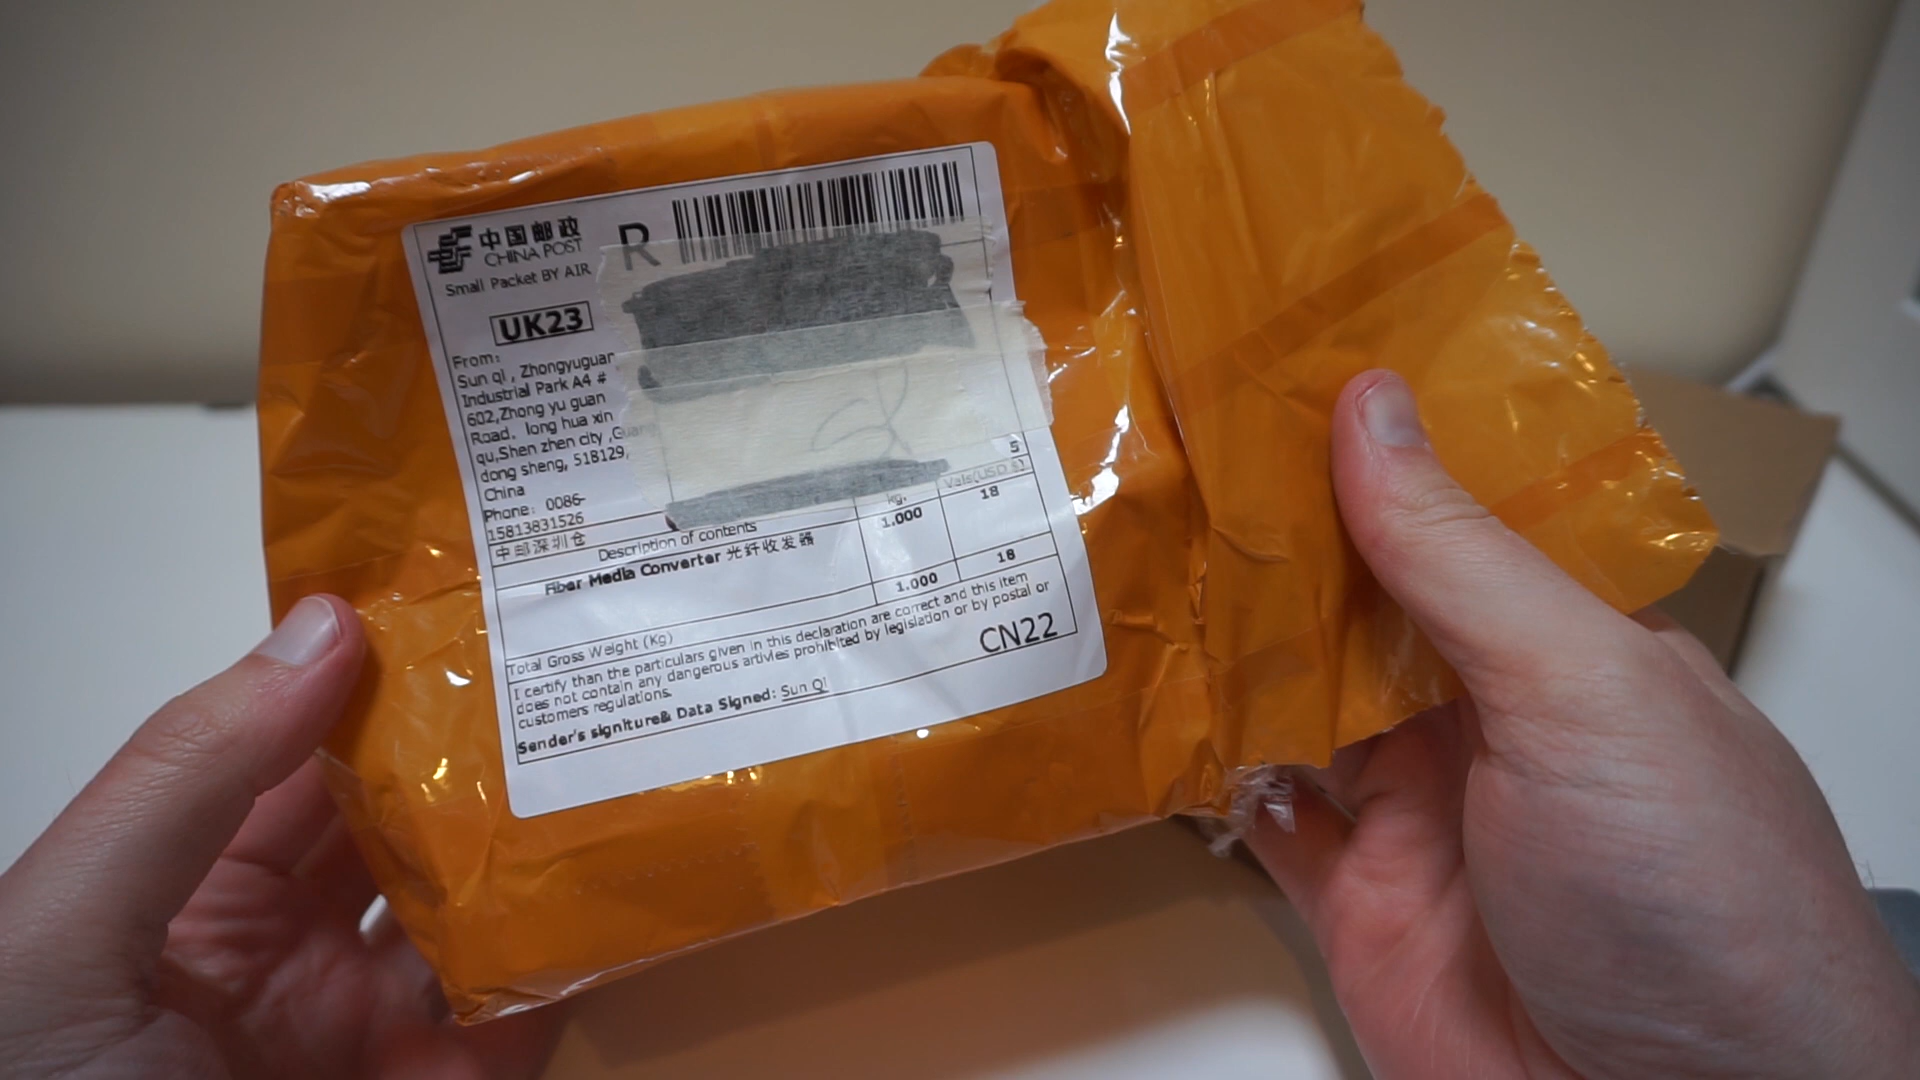 中国邮政
CHINA POST
R
Small Packet BY AIR
UK23
From:
Sun qi , Zhongyuguan
Industrial Park A4 #
602,Zhong yu guan
Road, long hua xin
qu,Shen zhen city ,Guang
dong sheng, 518129,
China
Phone: 0086-
15813831526
中邮深圳仓
5
Description of contents kg. Vals(USD $)
Fiber Media Converter 光纤收发器 1.000 18
Total Gross Weight (Kg) 1.000 18
I certify than the particulars given in this declaration are correct and this item
does not contain any dangerous artivles prohibited by legislation or by postal or
customers regulations.
CN22
Sender's signiture& Data Signed: Sun Qi